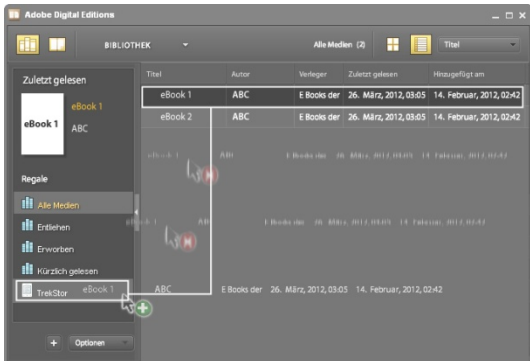 Adobe Digital Editions
BIBLIOTHEK
Alle Medien (2)
Titel
Zuletzt gelesen
eBook 1
eBook 1
ABC
Regale
Alle Medien
Entliehen
Erworben
Kürzlich gelesen
TrekStor
Optionen
Titel Autor Verleger Zuletzt gelesen Hinzugefügt am
eBook 1 ABC E Books der 26. März, 2012, 03:05 14. Februar, 2012, 02:42
eBook 2 ABC E Books der 26. März, 2012, 03:05 14. Februar, 2012, 02:42
eBook 1 ABC E Books der 26. März, 2012, 03:05 14. Februar, 2012, 02:42